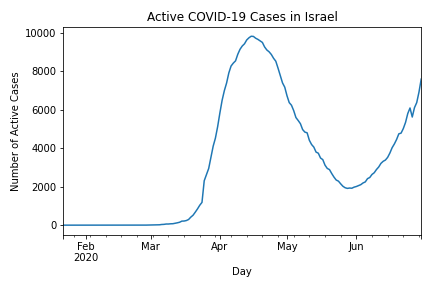 Active COVID-19 Cases in Israel
Number of Active Cases
10000
8000
6000
4000
2000
0
Feb
2020
Mar
Apr
May
Jun
Day